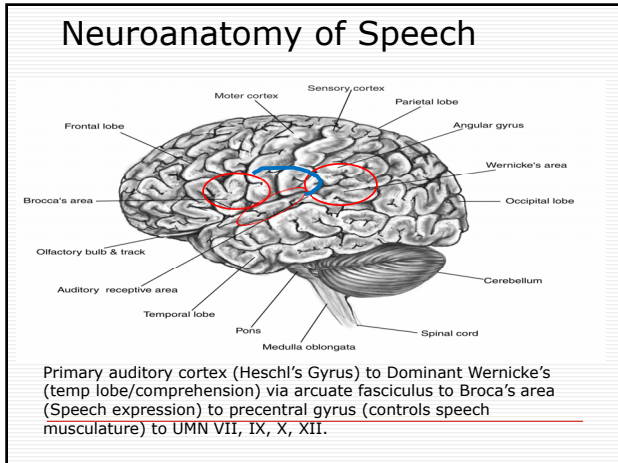 Neuroanatomy of Speech
Sensory cortex
Moter cortex
Parietal lobe
Frontal lobe
Angular gyrus
Wernicke's area
Brocca's area
Occipital lobe
Olfactory bulb & track
Cerebellum
Auditory receptive area
Temporal lobe
Pons
Spinal cord
Medulla oblongata
Primary auditory cortex (Heschl's Gyrus) to Dominant Wernicke's
(temp lobe/comprehension) via arcuate fasciculus to Broca's area
(Speech expression) to precentral gyrus (controls speech
musculature) to UMN VII, IX, X, XII.